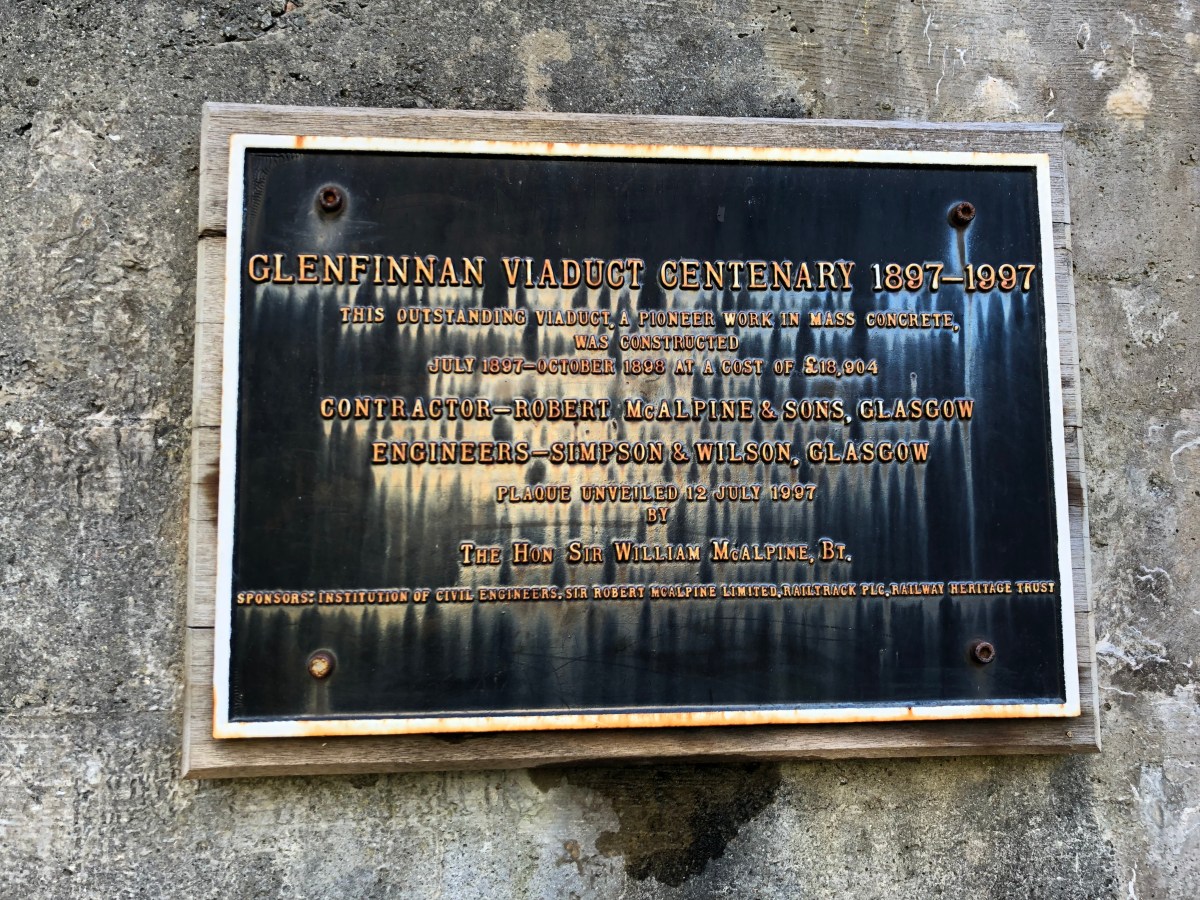 GLENFINNAN VIADUCT CENTENARY 1897–1997
THIS OUTSTANDING VIADUCT, A PIONEER WORK IN MASS CONCRETE,
WAS CONSTRUCTED
JULY 1897–OCTOBER 1898 AT A COST OF £18,904
CONTRACTOR–ROBERT McALPINE & SONS, GLASGOW
ENGINEERS–SIMPSON & WILSON, GLASGOW
PLAQUE UNVEILED 12 JULY 1997
BY
THE HON SIR WILLIAM McALPINE, BT.
SPONSORS: INSTITUTION OF CIVIL ENGINEERS, SIR ROBERT McALPINE LIMITED, RAILTRACK PLC, RAILWAY HERITAGE TRUST